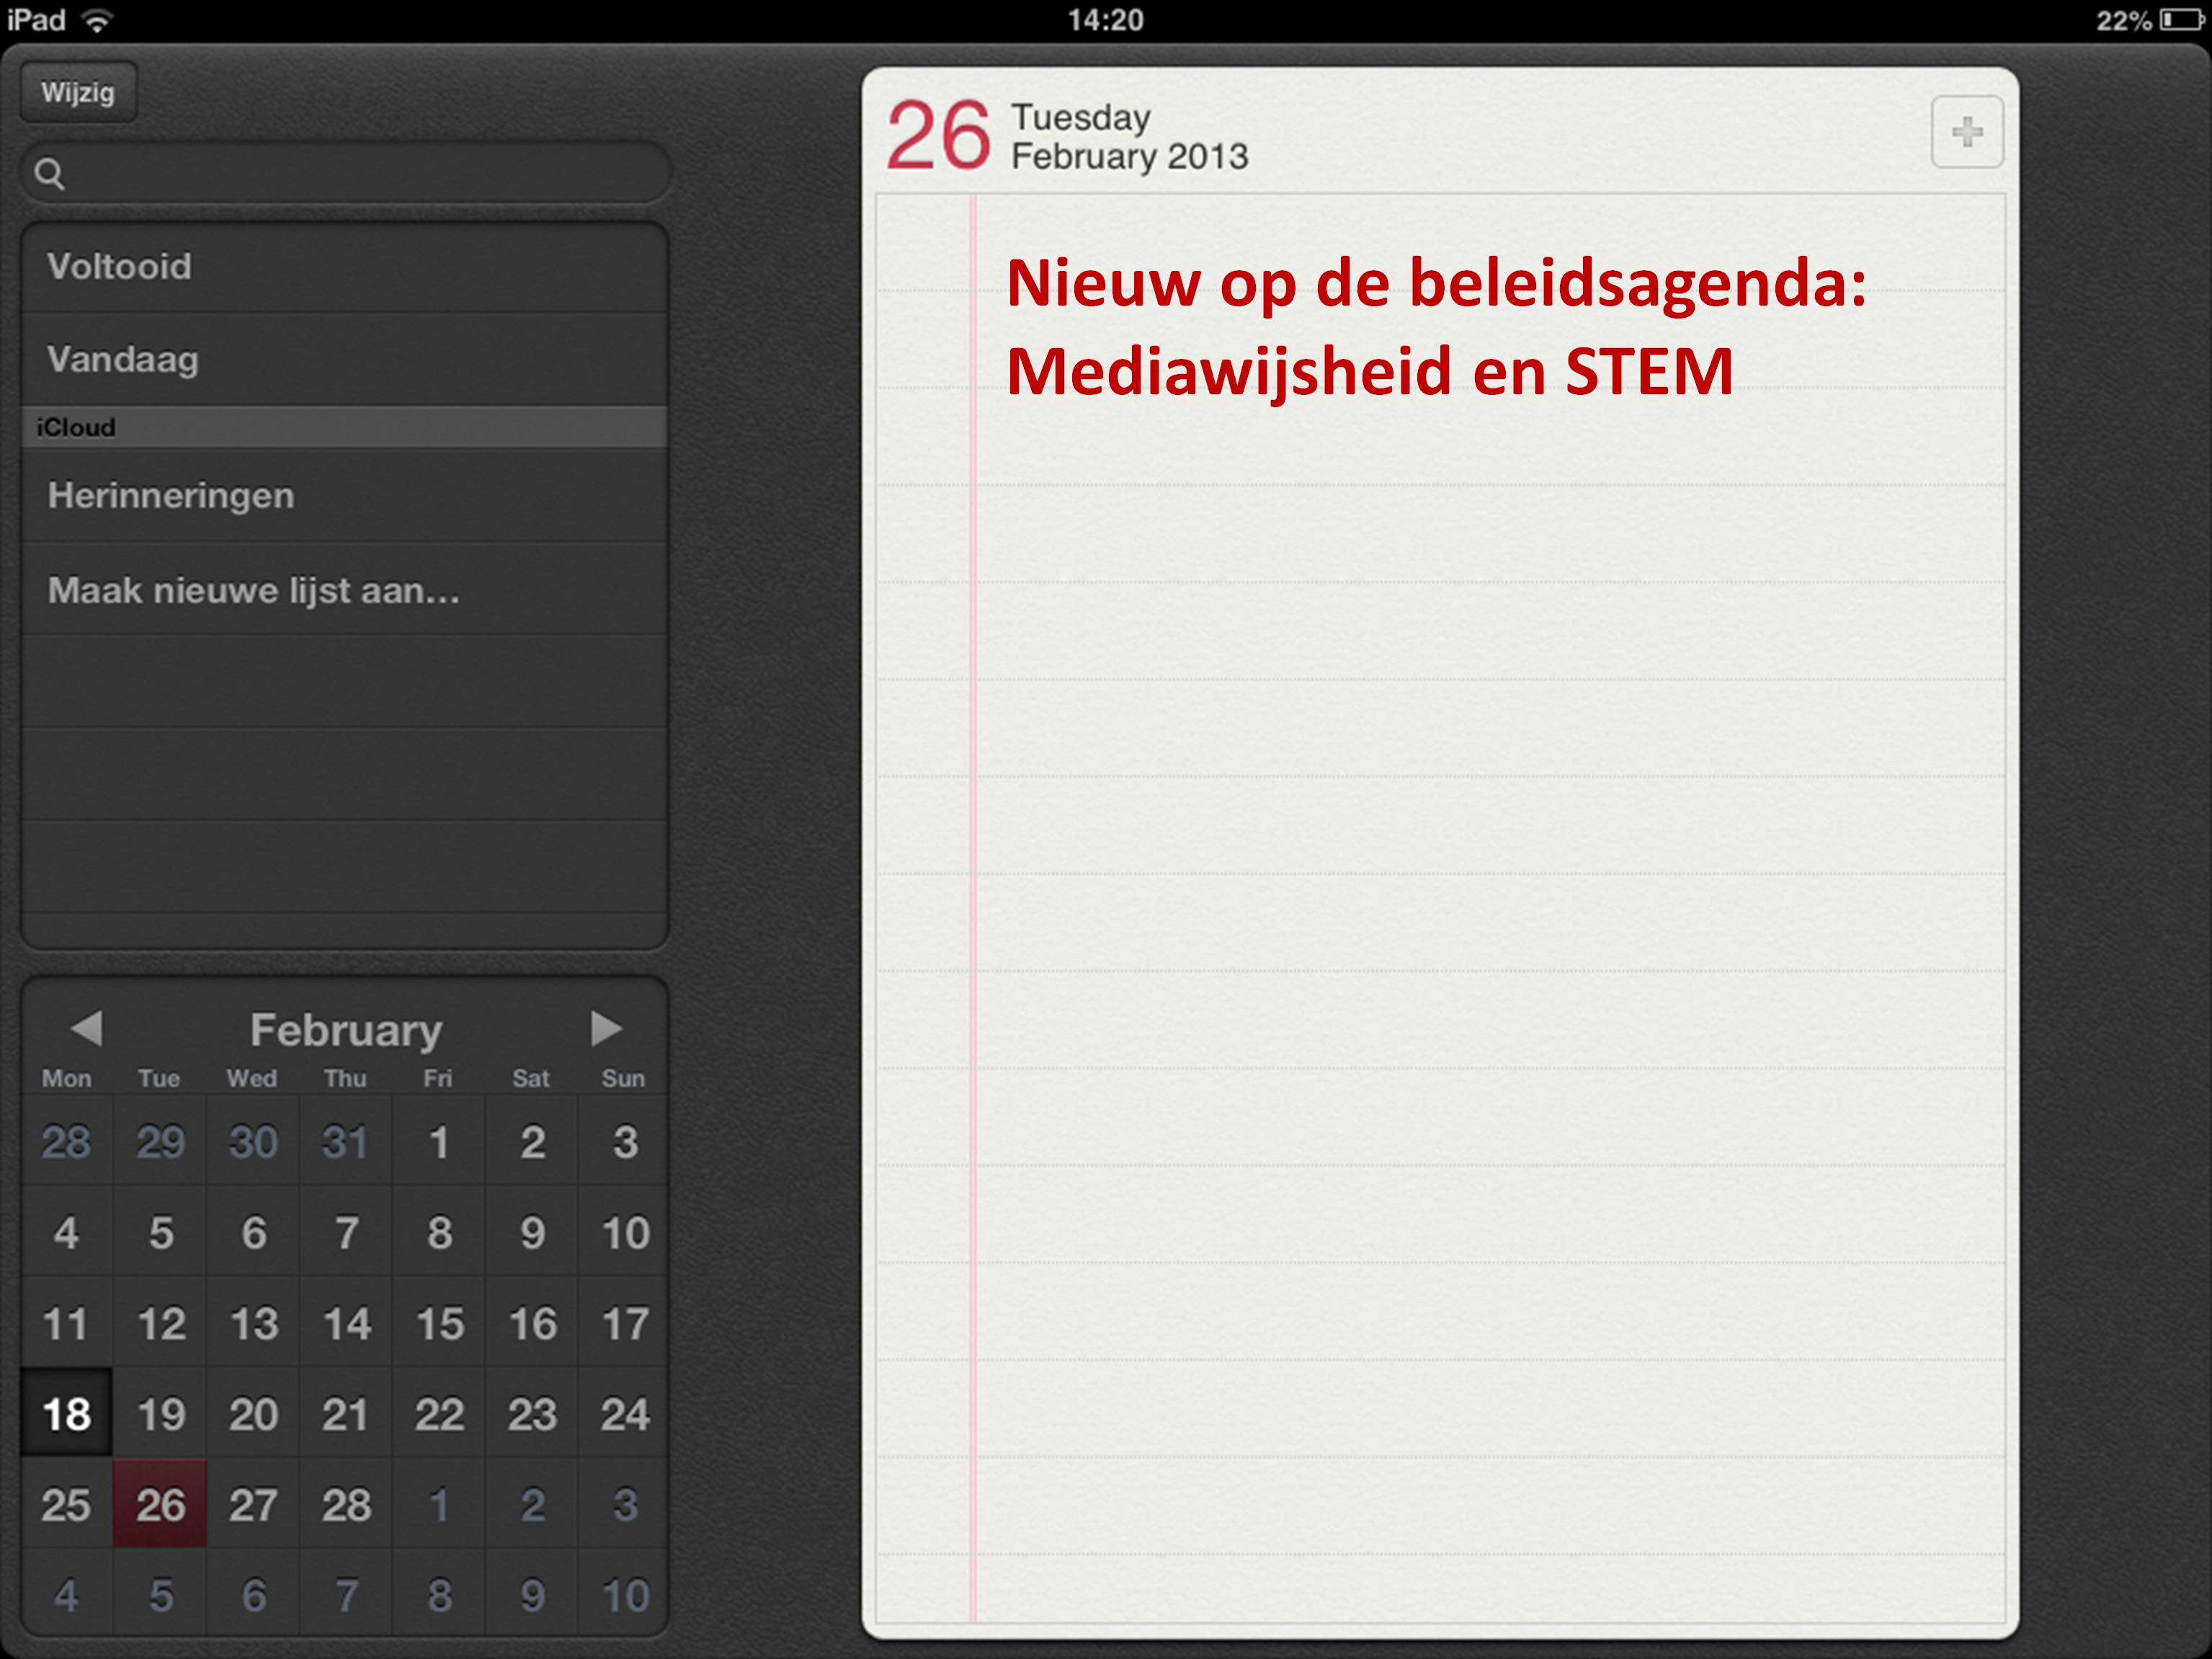 iPad 14:20 22%
Wijzig
Voltooid
Vandaag
iCloud
Herinneringen
Maak nieuwe lijst aan...
February
Mon Tue Wed Thu Fri Sat Sun
28 29 30 31 1 2 3
4 5 6 7 8 9 10
11 12 13 14 15 16 17
18 19 20 21 22 23 24
25 26 27 28 1 2 3
4 5 6 7 8 9 10
26 Tuesday
February 2013
Nieuw op de beleidsagenda:
Mediawijsheid en STEM